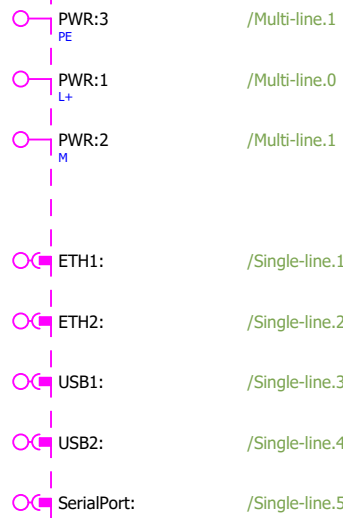 PWR:3 /Multi-line.1
PE
PWR:1 /Multi-line.0
L+
PWR:2 /Multi-line.1
M
ETH1: /Single-line.1
ETH2: /Single-line.2
USB1: /Single-line.3
USB2: /Single-line.4
SerialPort: /Single-line.5